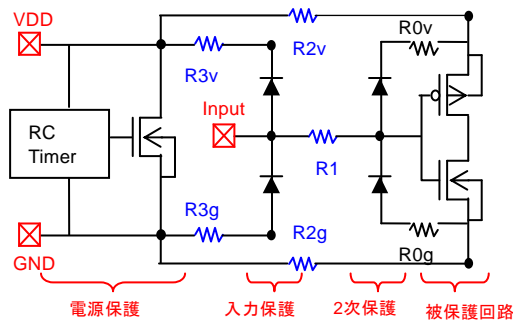 VDD
R2v
R0v
R3v
Input
RC
Timer
R1
R3g
R2g
R0g
GND
電源保護
入力保護
2次保護
被保護回路